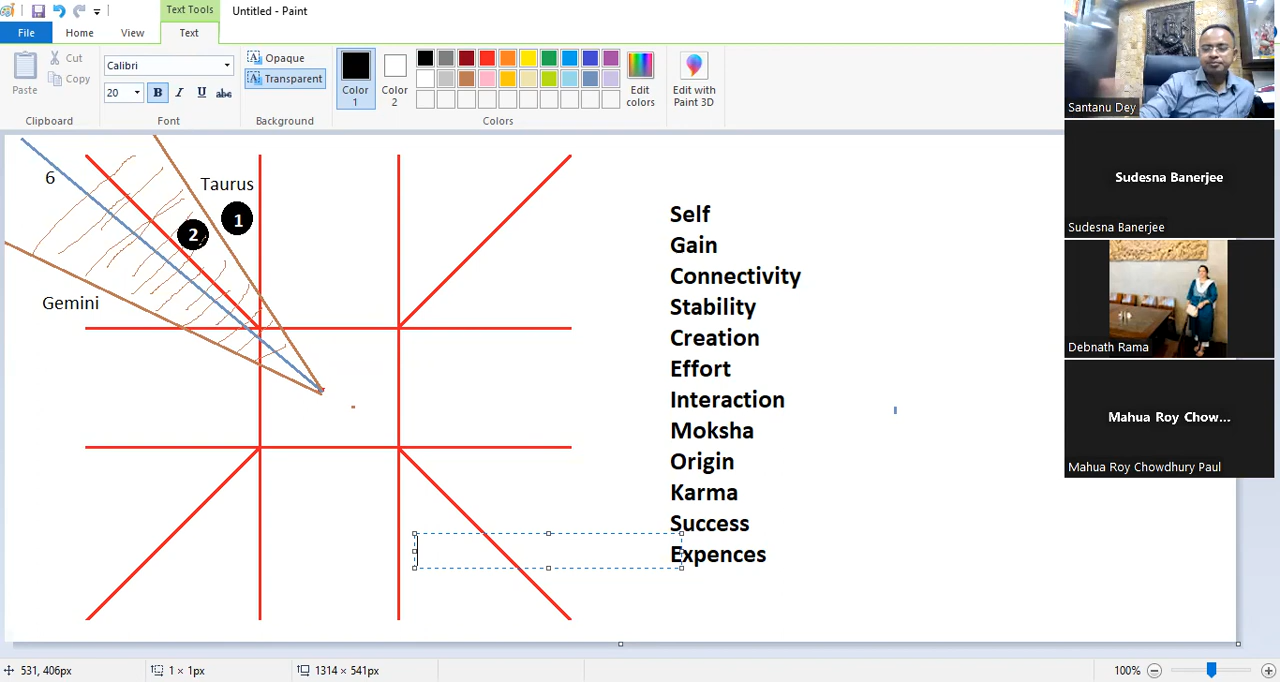 Text Tools
Untitled - Paint
File
Home
View
Text
Paste
Cut
Copy
Clipboard
Calibri
20
B I U abc
Font
Opaque
Transparent
Background
Color 1
Color 2
Edit colors
Edit with Paint 3D
Colors
6
Taurus
1
2
Gemini
Self
Gain
Connectivity
Stability
Creation
Effort
Interaction
Moksha
Origin
Karma
Success
Expences
Santanu Dey
Sudesna Banerjee
Sudesna Banerjee
Debnath Rama
Mahua Roy Chow...
Mahua Roy Chowdhury Paul
531, 406px
1 × 1px
1314 × 541px
100%